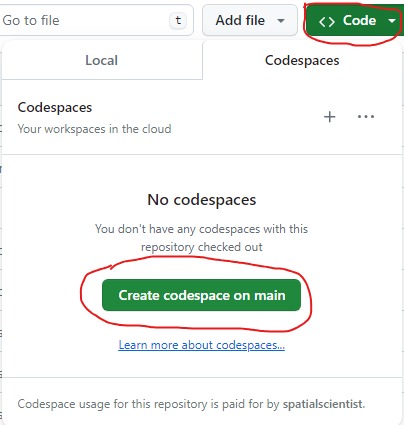 Go to file t Add file <> Code
Local Codespaces
Codespaces
Your workspaces in the cloud
No codespaces
You don't have any codespaces with this
repository checked out
Create codespace on main
Learn more about codespaces...
Codespace usage for this repository is paid for by spatialscientist.